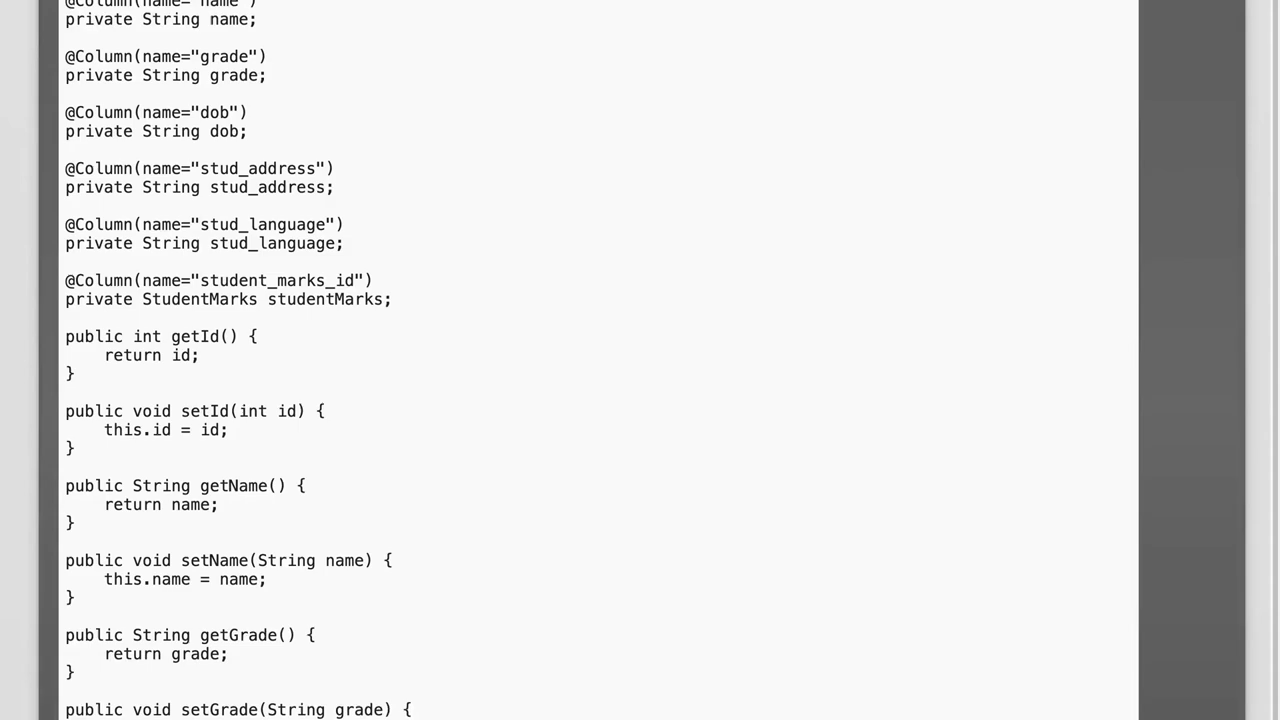 @Column(name="name")
private String name;
@Column(name="grade")
private String grade;
@Column(name="dob")
private String dob;
@Column(name="stud_address")
private String stud_address;
@Column(name="stud_language")
private String stud_language;
@Column(name="student_marks_id")
private StudentMarks studentMarks;
public int getId() {
return id;
}
public void setId(int id) {
this.id = id;
}
public String getName() {
return name;
}
public void setName(String name) {
this.name = name;
}
public String getGrade() {
return grade;
}
public void setGrade(String grade) {